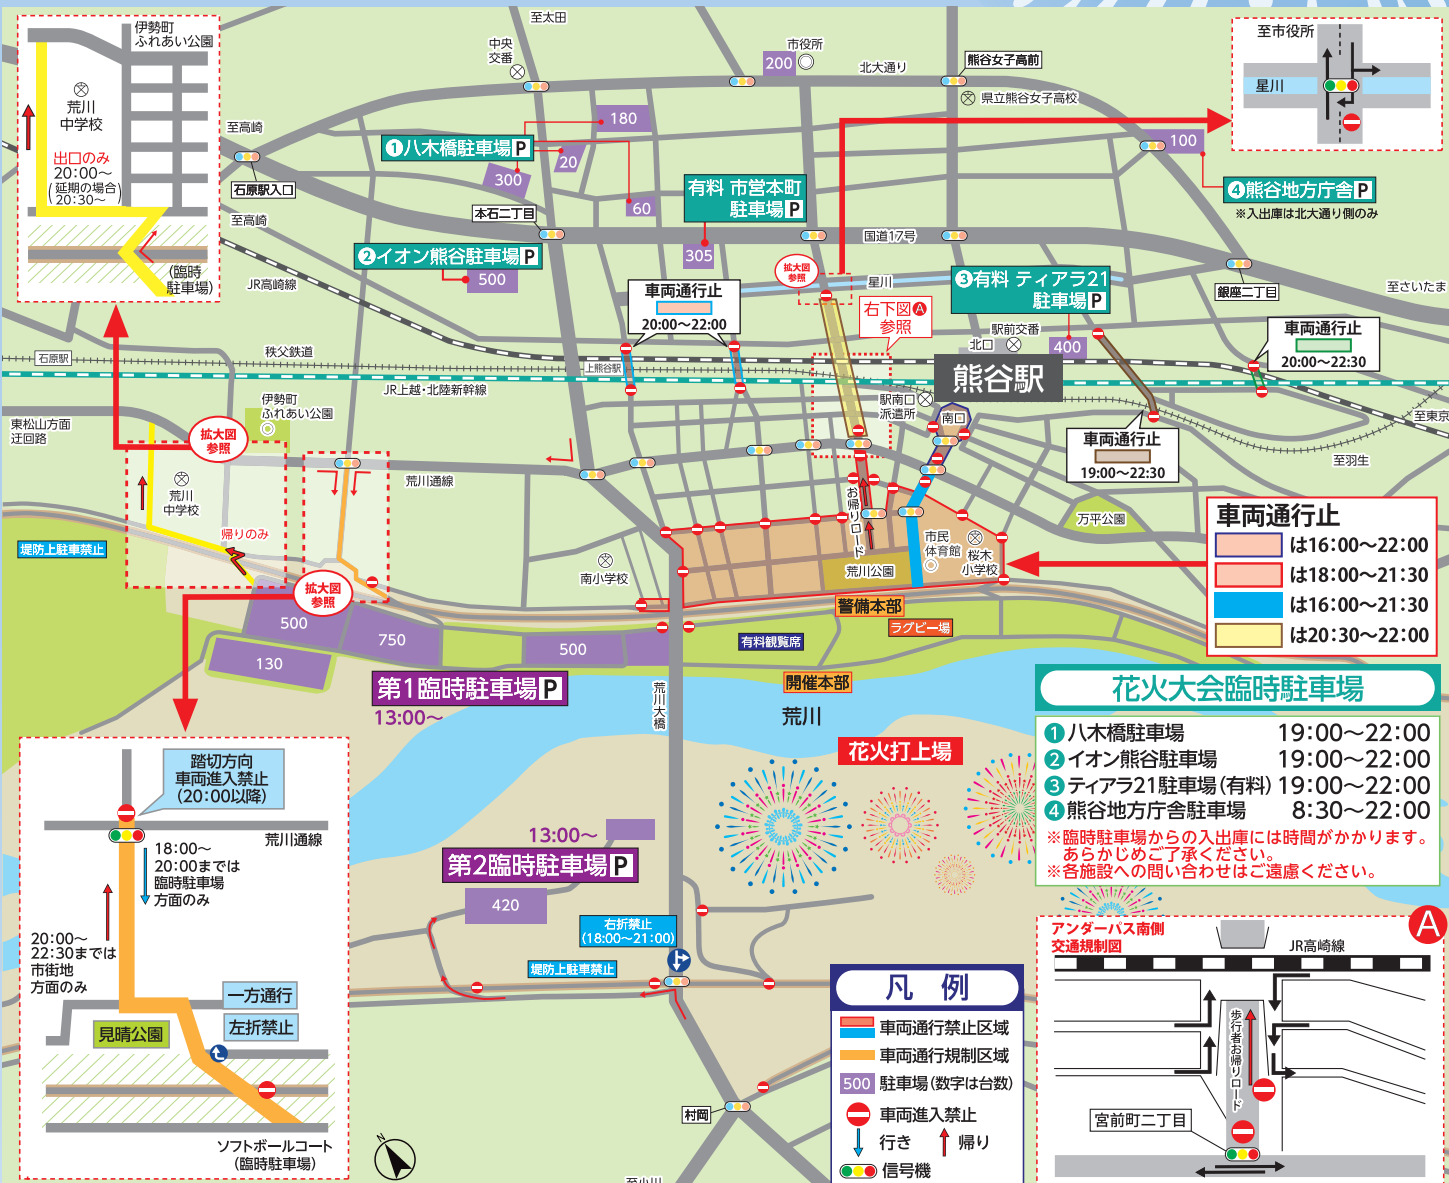 伊勢町
ふれあい公園
荒川
中学校
出口のみ
20:00～
(延期の場合)
20:30～
(臨時
駐車場)
至太田
中央
交番
市役所
200
北大通り
熊谷女子高前
県立熊谷女子高校
至市役所
星川
至高崎
石原駅入口
至高崎
JR高崎線
❶八木橋駐車場P
180
20
300
60
本石二丁目
❷イオン熊谷駐車場P
500
有料 市営本町
駐車場P
305
国道17号
100
❹熊谷地方庁舎P
※入出庫は北大通り側のみ
拡大図
参照
星川
❸有料 ティアラ21
駐車場P
銀座二丁目
至さいたま
車両通行止
20:00～22:00
右下図A
参照
駅前交番
北口
400
車両通行止
20:00～22:30
石原駅
秩父鉄道
上熊谷駅
JR上越・北陸新幹線
熊谷駅
駅南口
派遣所
南口
車両通行止
19:00～22:30
至東京
至羽生
東松山方面
迂回路
伊勢町
ふれあい公園
拡大図
参照
荒川
中学校
帰りのみ
荒川通線
堤防上駐車禁止
拡大図
参照
南小学校
お帰りロード
荒川公園
市民
体育館
桜木
小学校
万平公園
車両通行止
は16:00～22:00
は18:00～21:30
は16:00～21:30
は20:30～22:00
500
750
130
500
警備本部
ラグビー場
有料観覧席
開催本部
第1臨時駐車場P
13:00～
荒川大橋
荒川
花火打上場
花火大会臨時駐車場
❶八木橋駐車場 19:00～22:00
❷イオン熊谷駐車場 19:00～22:00
❸ティアラ21駐車場(有料) 19:00～22:00
❹熊谷地方庁舎駐車場 8:30～22:00
※臨時駐車場からの入出庫には時間がかかります。
あらかじめご了承ください。
※各施設への問い合わせはご遠慮ください。
踏切方向
車両進入禁止
(20:00以降)
荒川通線
18:00～
20:00までは
臨時駐車場
方面のみ
20:00～
22:30までは
市街地
方面のみ
一方通行
左折禁止
見晴公園
ソフトボールコート
(臨時駐車場)
13:00～
第2臨時駐車場P
420
右折禁止
(18:00～21:00)
堤防上駐車禁止
村岡
至小川
N
凡 例
車両通行禁止区域
車両通行規制区域
500 駐車場(数字は台数)
車両進入禁止
行き
帰り
信号機
A
アンダーパス南側
交通規制図
JR高崎線
歩行者お帰りロード
宮前町二丁目